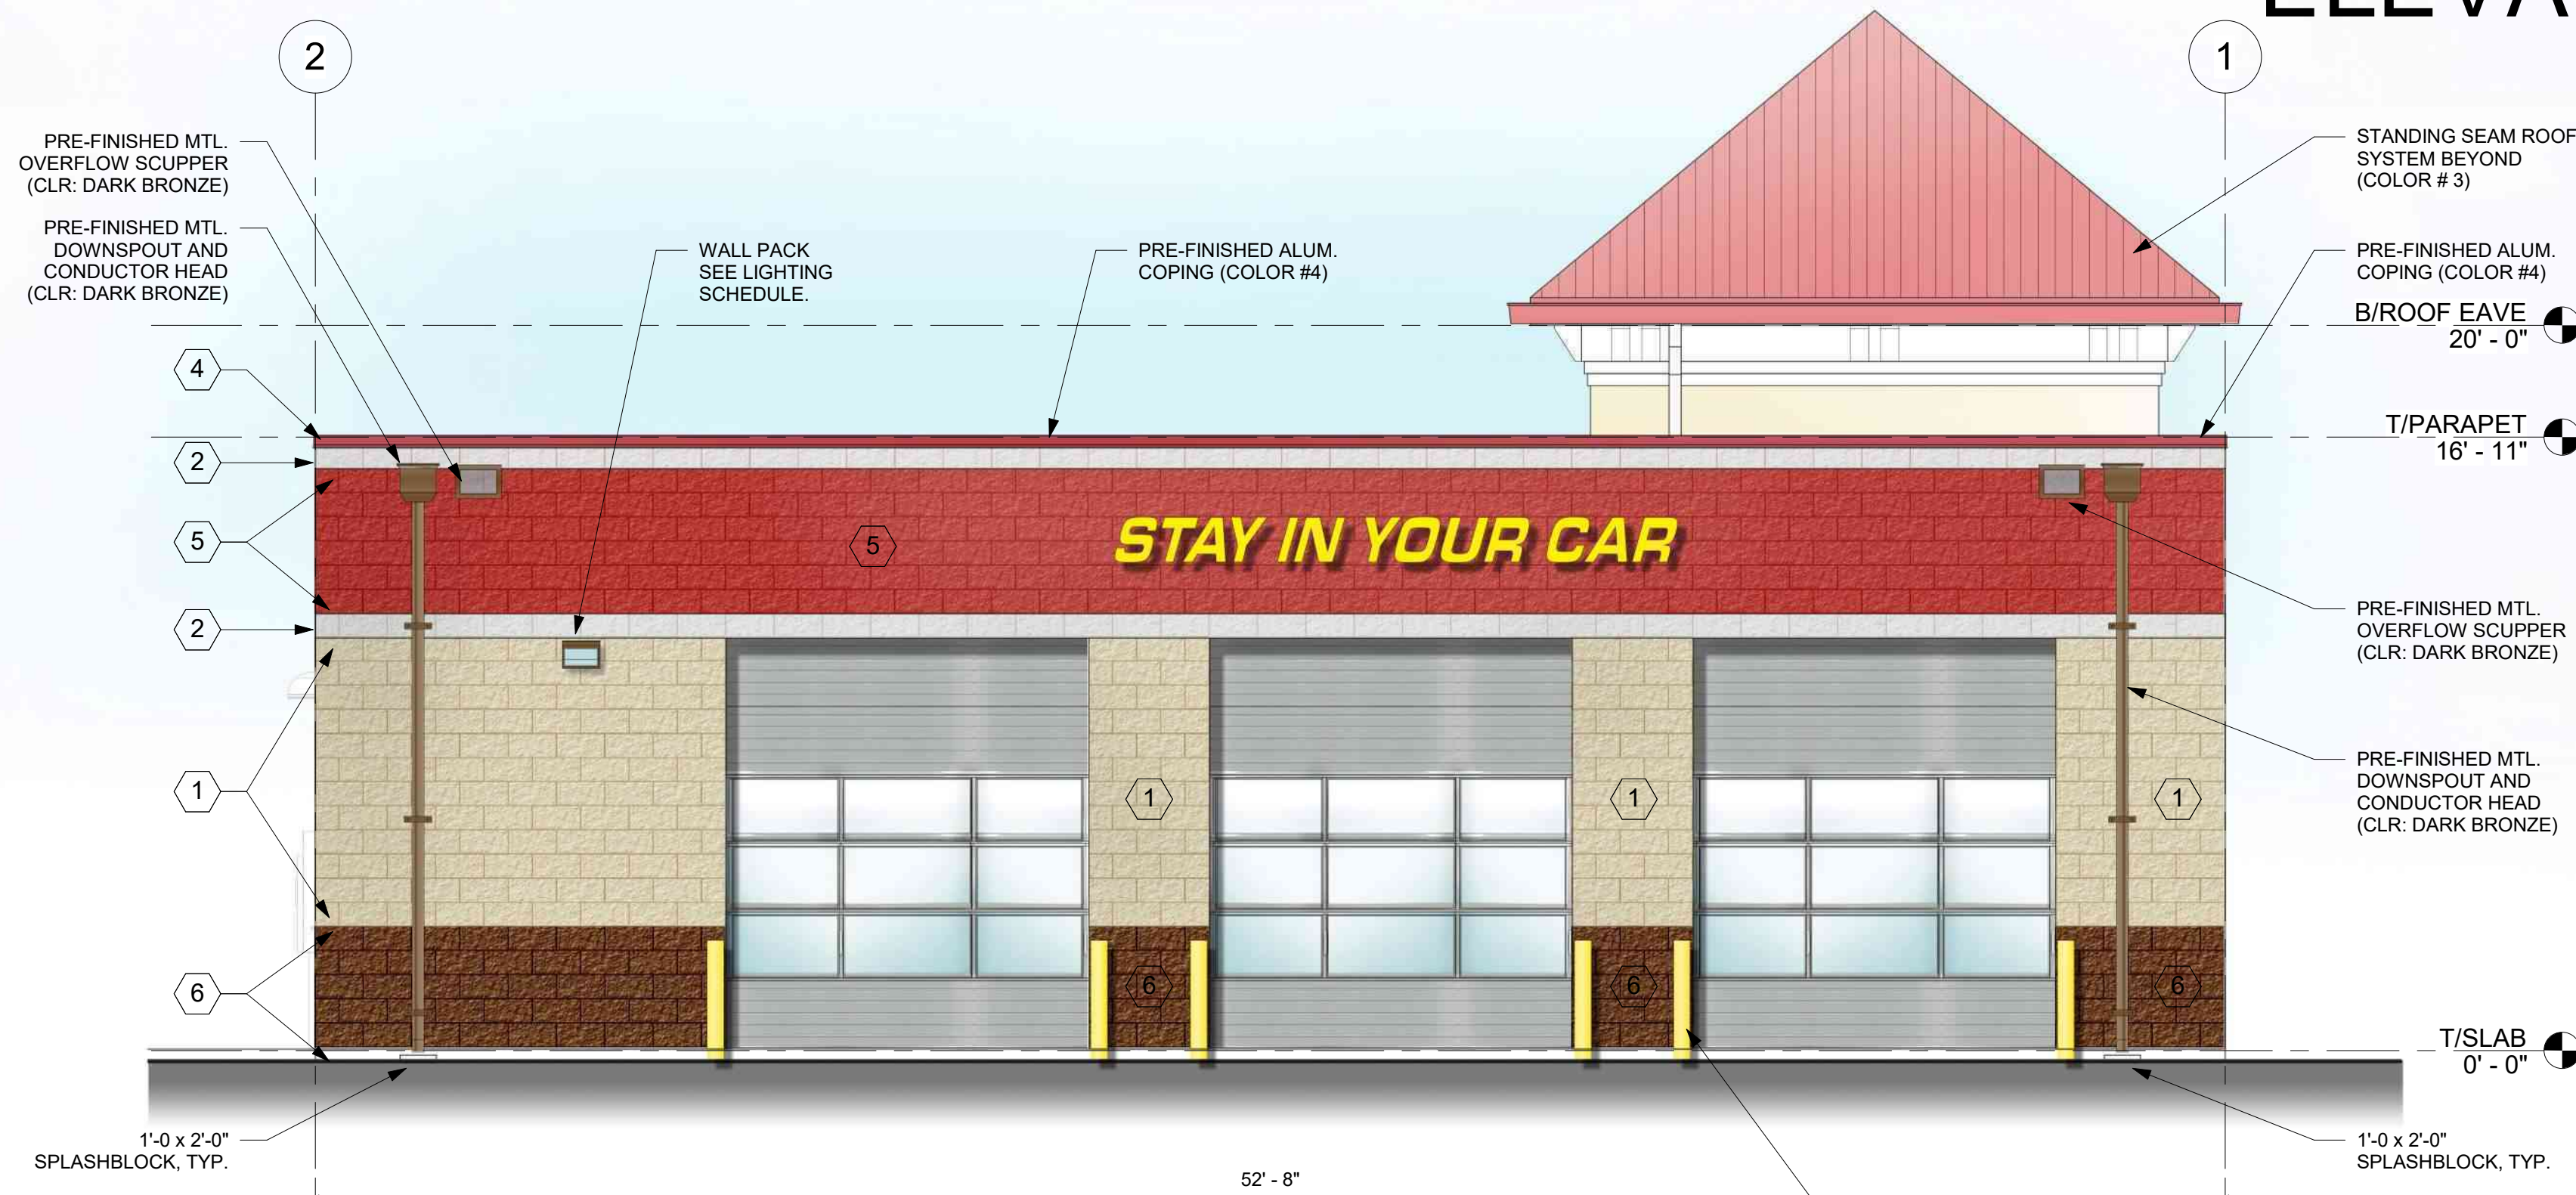 ELEVA
2
1
PRE-FINISHED MTL.
OVERFLOW SCUPPER
(CLR: DARK BRONZE)
PRE-FINISHED MTL.
DOWNSPOUT AND
CONDUCTOR HEAD
(CLR: DARK BRONZE)
WALL PACK
SEE LIGHTING
SCHEDULE.
PRE-FINISHED ALUM.
COPING (COLOR #4)
STANDING SEAM ROOF
SYSTEM BEYOND
(COLOR # 3)
PRE-FINISHED ALUM.
COPING (COLOR #4)
B/ROOF EAVE
20' - 0"
T/PARAPET
16' - 11"
4
2
5
2
1
6
5
STAY IN YOUR CAR
1
1
1
6
6
6
PRE-FINISHED MTL.
OVERFLOW SCUPPER
(CLR: DARK BRONZE)
PRE-FINISHED MTL.
DOWNSPOUT AND
CONDUCTOR HEAD
(CLR: DARK BRONZE)
T/SLAB
0' - 0"
1'-0 x 2'-0"
SPLASHBLOCK, TYP.
52' - 8"
1'-0 x 2'-0"
SPLASHBLOCK, TYP.